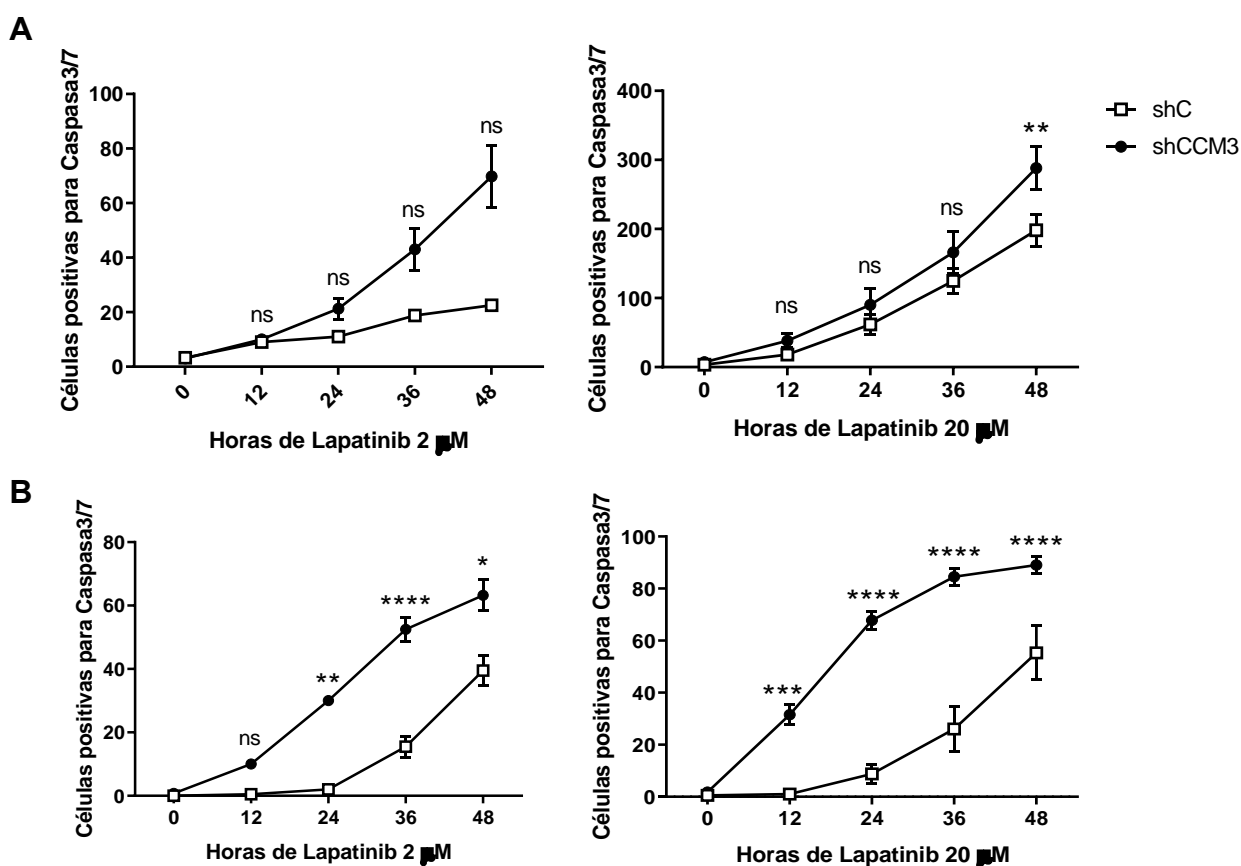 A
Células positivas para Caspasa3/7
100
80
60
40
20
0
ns
ns
ns
ns
0
12
24
36
48
Horas de Lapatinib 2 μM
Células positivas para Caspasa3/7
400
300
200
100
0
ns
ns
ns
**
0
12
24
36
48
Horas de Lapatinib 20 μM
shC
shCCM3
B
Células positivas para Caspasa3/7
80
60
40
20
0
ns
**
****
*
0
12
24
36
48
Horas de Lapatinib 2 μM
Células positivas para Caspasa3/7
100
80
60
40
20
0
***
****
****
****
0
12
24
36
48
Horas de Lapatinib 20 μM